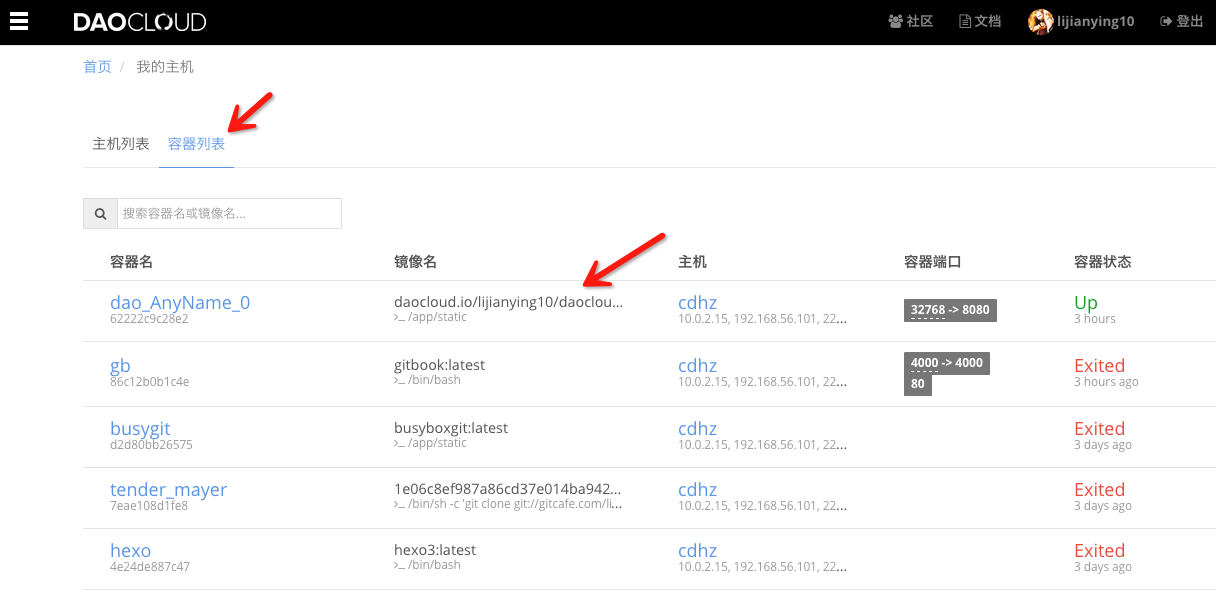 DAOCLOUD 社区 文档 lijianying10 登出
首页 / 我的主机
主机列表 容器列表
搜索容器名或镜像名...
容器名 镜像名 主机 容器端口 容器状态
dao_AnyName_0 daocloud.io/lijianying10/daoclou... cdhz 32768 -> 8080 Up
62222c9c28e2 >_ /app/static 10.0.2.15, 192.168.56.101, 22... 3 hours
gb gitbook:latest cdhz 4000 -> 4000 Exited
86c12b0b1c4e >_ /bin/bash 10.0.2.15, 192.168.56.101, 22... 80 3 hours ago
busygit busyboxgit:latest cdhz Exited
d2d80bb26575 >_ /app/static 10.0.2.15, 192.168.56.101, 22... 3 days ago
tender_mayer 1e06c8ef987a86cd37e014ba942... cdhz Exited
7eae108d1fe8 >_ /bin/sh -c 'git clone git://gitcafe.com/li... 10.0.2.15, 192.168.56.101, 22... 3 days ago
hexo hexo3:latest cdhz Exited
4e24de887c47 >_ /bin/bash 10.0.2.15, 192.168.56.101, 22... 3 days ago